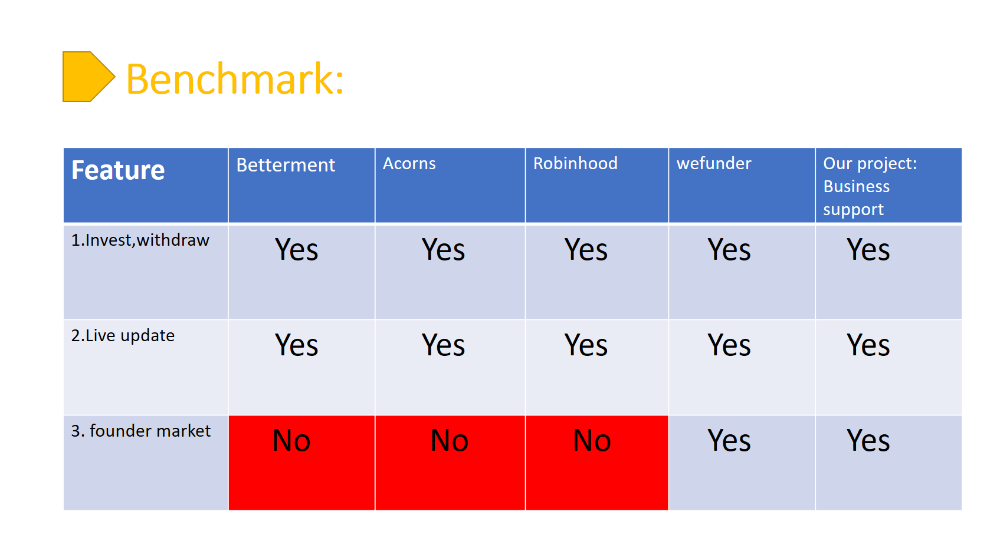 Benchmark:
Feature Betterment Acorns Robinhood wefunder Our project:
Business
support
1.Invest,withdraw Yes Yes Yes Yes Yes
2.Live update Yes Yes Yes Yes Yes
3. founder market No No No Yes Yes